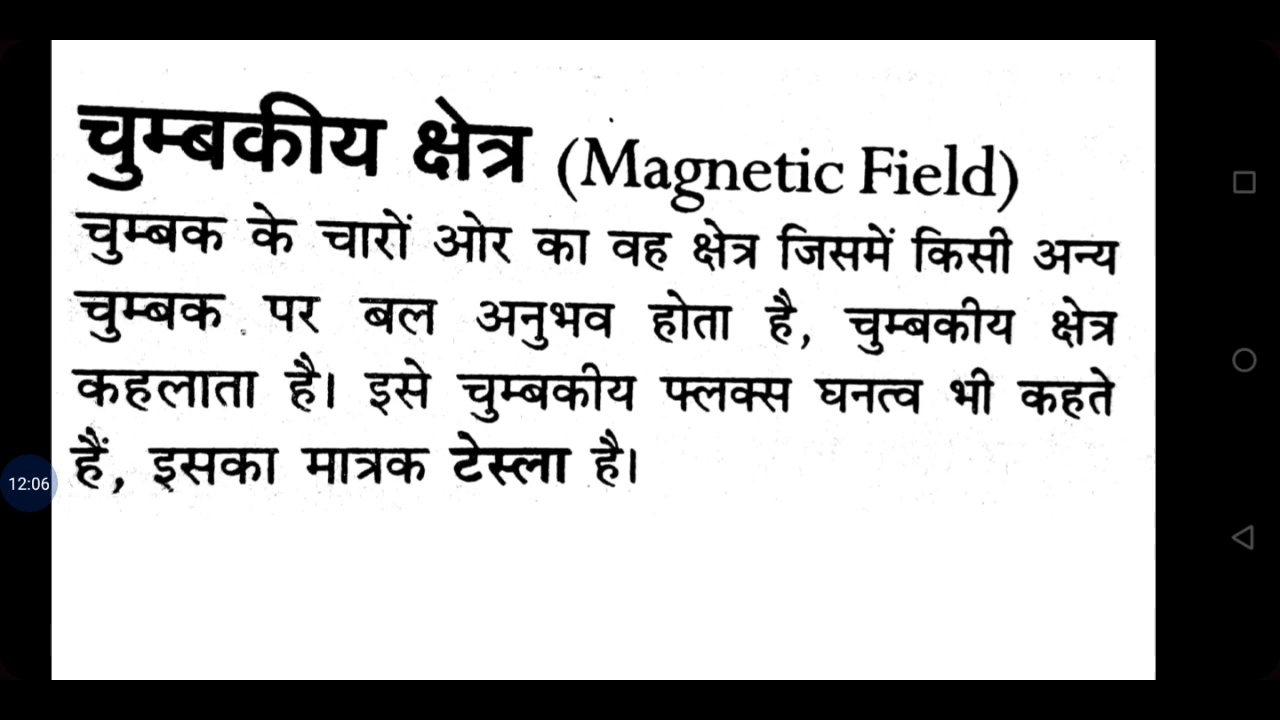 चुम्बकीय क्षेत्र (Magnetic Field)
चुम्बक के चारों ओर का वह क्षेत्र जिसमें किसी अन्य
चुम्बक पर बल अनुभव होता है, चुम्बकीय क्षेत्र
कहलाता है। इसे चुम्बकीय फ्लक्स घनत्व भी कहते
हैं, इसका मात्रक टेस्ला है।
12:06